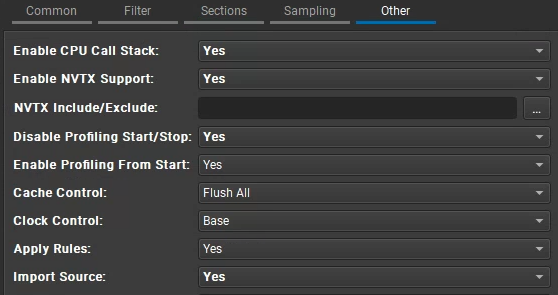 Common Filter Sections Sampling Other
Enable CPU Call Stack: Yes
Enable NVTX Support: Yes
NVTX Include/Exclude: ...
Disable Profiling Start/Stop: Yes
Enable Profiling From Start: Yes
Cache Control: Flush All
Clock Control: Base
Apply Rules: Yes
Import Source: Yes